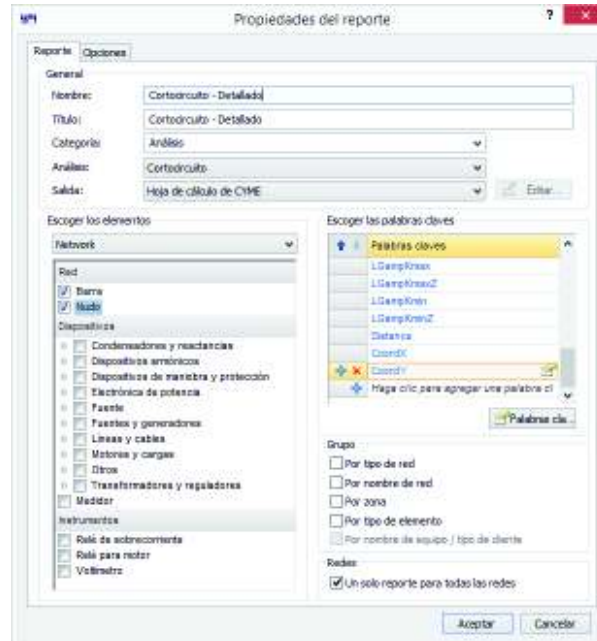 Propiedades del reporte
Reporte Opciones
General
Nombre: Cortocircuito - Detallado
Título: Cortocircuito - Detallado
Categoría: Análisis
Análisis: Cortocircuito
Salida: Hoja de cálculo de CYME Editar...
Escoger los elementos
Network
Red
Barra
Nudo
Dispositivos
Condensadores y reactancias
Dispositivos armónicos
Dispositivos de maniobra y protección
Electrónica de potencia
Fuente
Fuentes y generadores
Líneas y cables
Motores y cargas
Otros
Transformadores y reguladores
Medidor
Instrumentos
Relé de sobrecorriente
Relé para motor
Voltímetro
Escoger las palabras claves
Palabras claves
LGampKmax
LGampKmaxZ
LGampKmin
LGampKminZ
Distance
CoordX
CoordY
Haga clic para agregar una palabra cl
Palabras cla...
Grupo
Por tipo de red
Por nombre de red
Por zona
Por tipo de elemento
Por nombre de equipo / tipo de cliente
Redes
Un solo reporte para todas las redes
Aceptar Cancelar